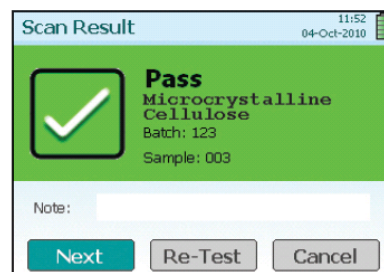 Scan Result
11:52
04-Oct-2010
Pass
Microcrystalline
Cellulose
Batch: 123
Sample: 003
Note:
Next Re-Test Cancel